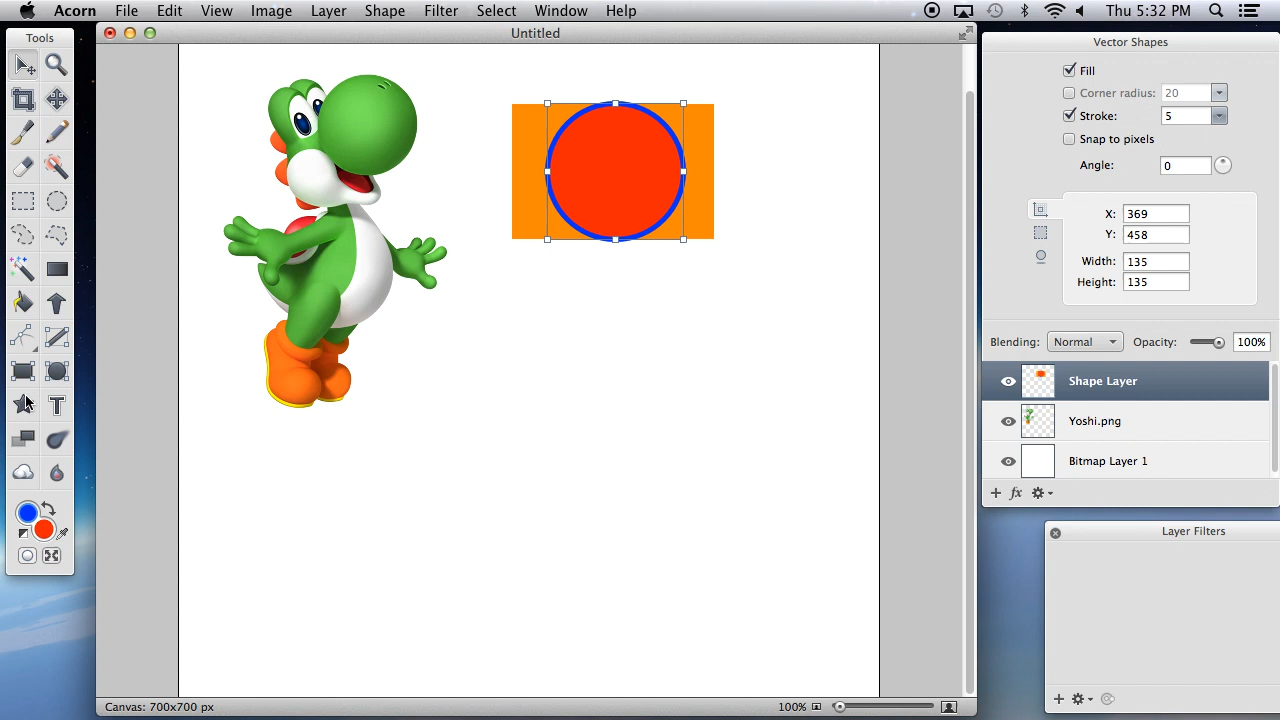 Acorn File Edit View Image Layer Shape Filter Select Window Help Thu 5:32 PM
Tools
Untitled
Vector Shapes
Fill
Corner radius: 20
Stroke: 5
Snap to pixels
Angle: 0
X: 369
Y: 458
Width: 135
Height: 135
Blending: Normal Opacity: 100%
Shape Layer
Yoshi.png
Bitmap Layer 1
fx
Layer Filters
T
Canvas: 700x700 px 100%